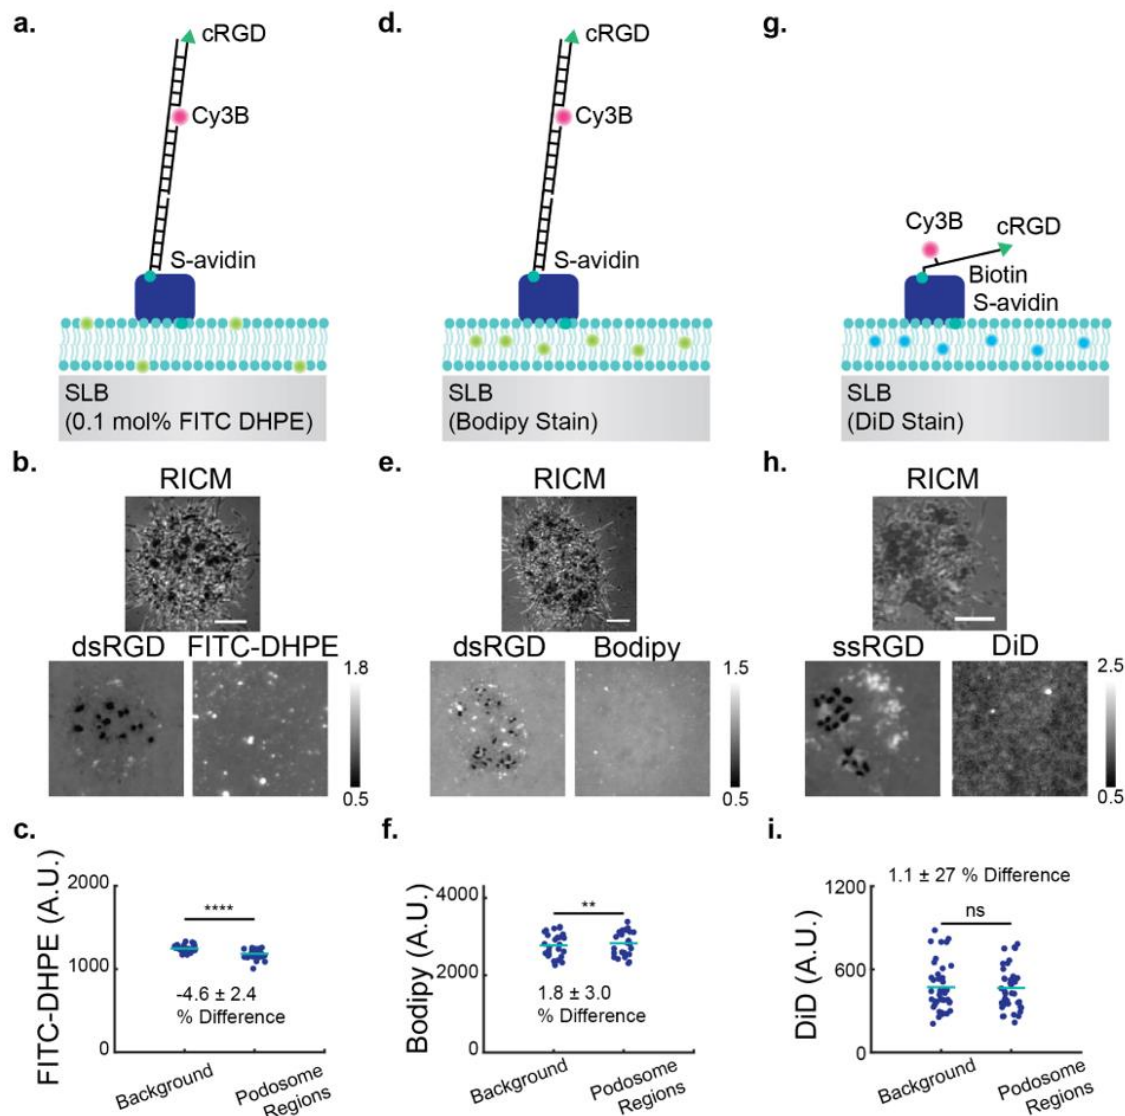 a.
cRGD
Cy3B
S-avidin
SLB
(0.1 mol% FITC DHPE)
d.
cRGD
Cy3B
S-avidin
SLB
(Bodipy Stain)
g.
Cy3B
cRGD
Biotin
S-avidin
SLB
(DiD Stain)
b.
RICM
dsRGD
FITC-DHPE
1.8
0.5
e.
RICM
dsRGD
Bodipy
1.5
0.5
h.
RICM
ssRGD
DiD
2.5
0.5
c.
FITC-DHPE (A.U.)
2000
1000
0
****
-4.6 ± 2.4
% Difference
Background
Podosome
Regions
f.
Bodipy (A.U.)
4000
2000
0
**
1.8 ± 3.0
% Difference
Background
Podosome
Regions
i.
DiD (A.U.)
1.1 ± 27 % Difference
1200
600
0
ns
Background
Podosome
Regions